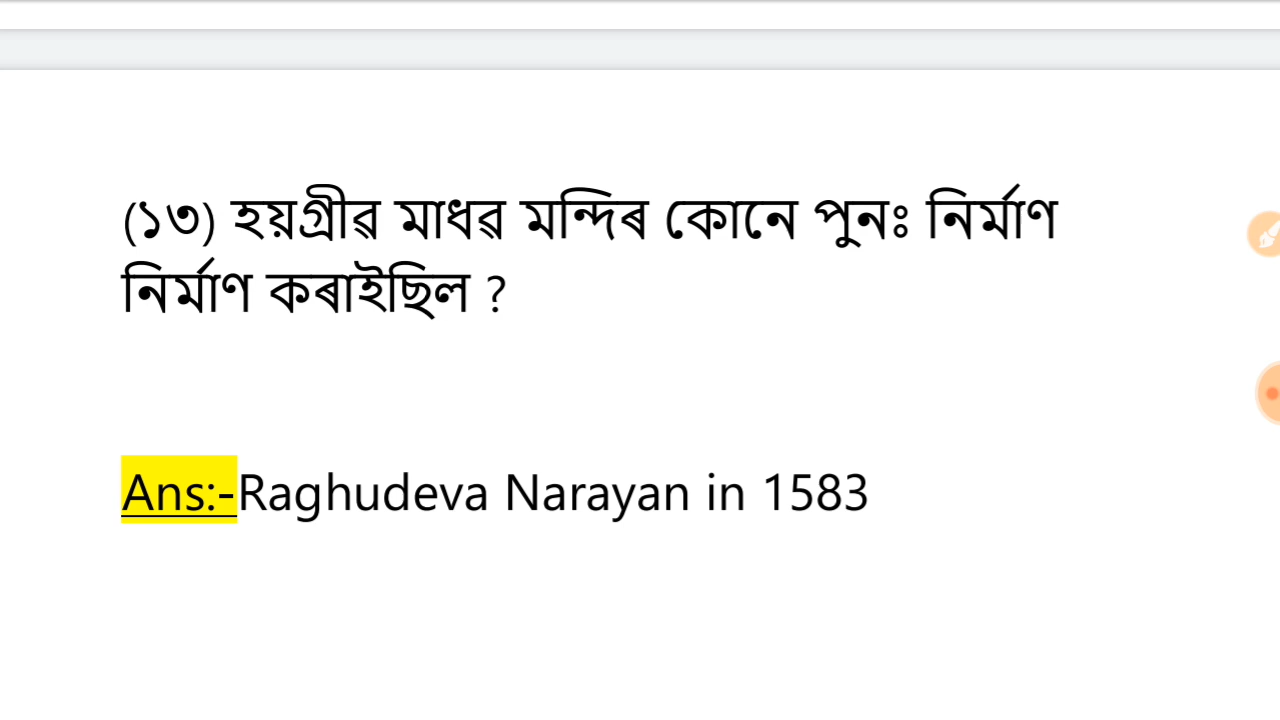 (১৩) হয়গ্ৰীৱ মাধৱ মন্দিৰ কোনে পুনঃ নিৰ্মাণ
নিৰ্মাণ কৰাইছিল ?
Ans:-Raghudeva Narayan in 1583